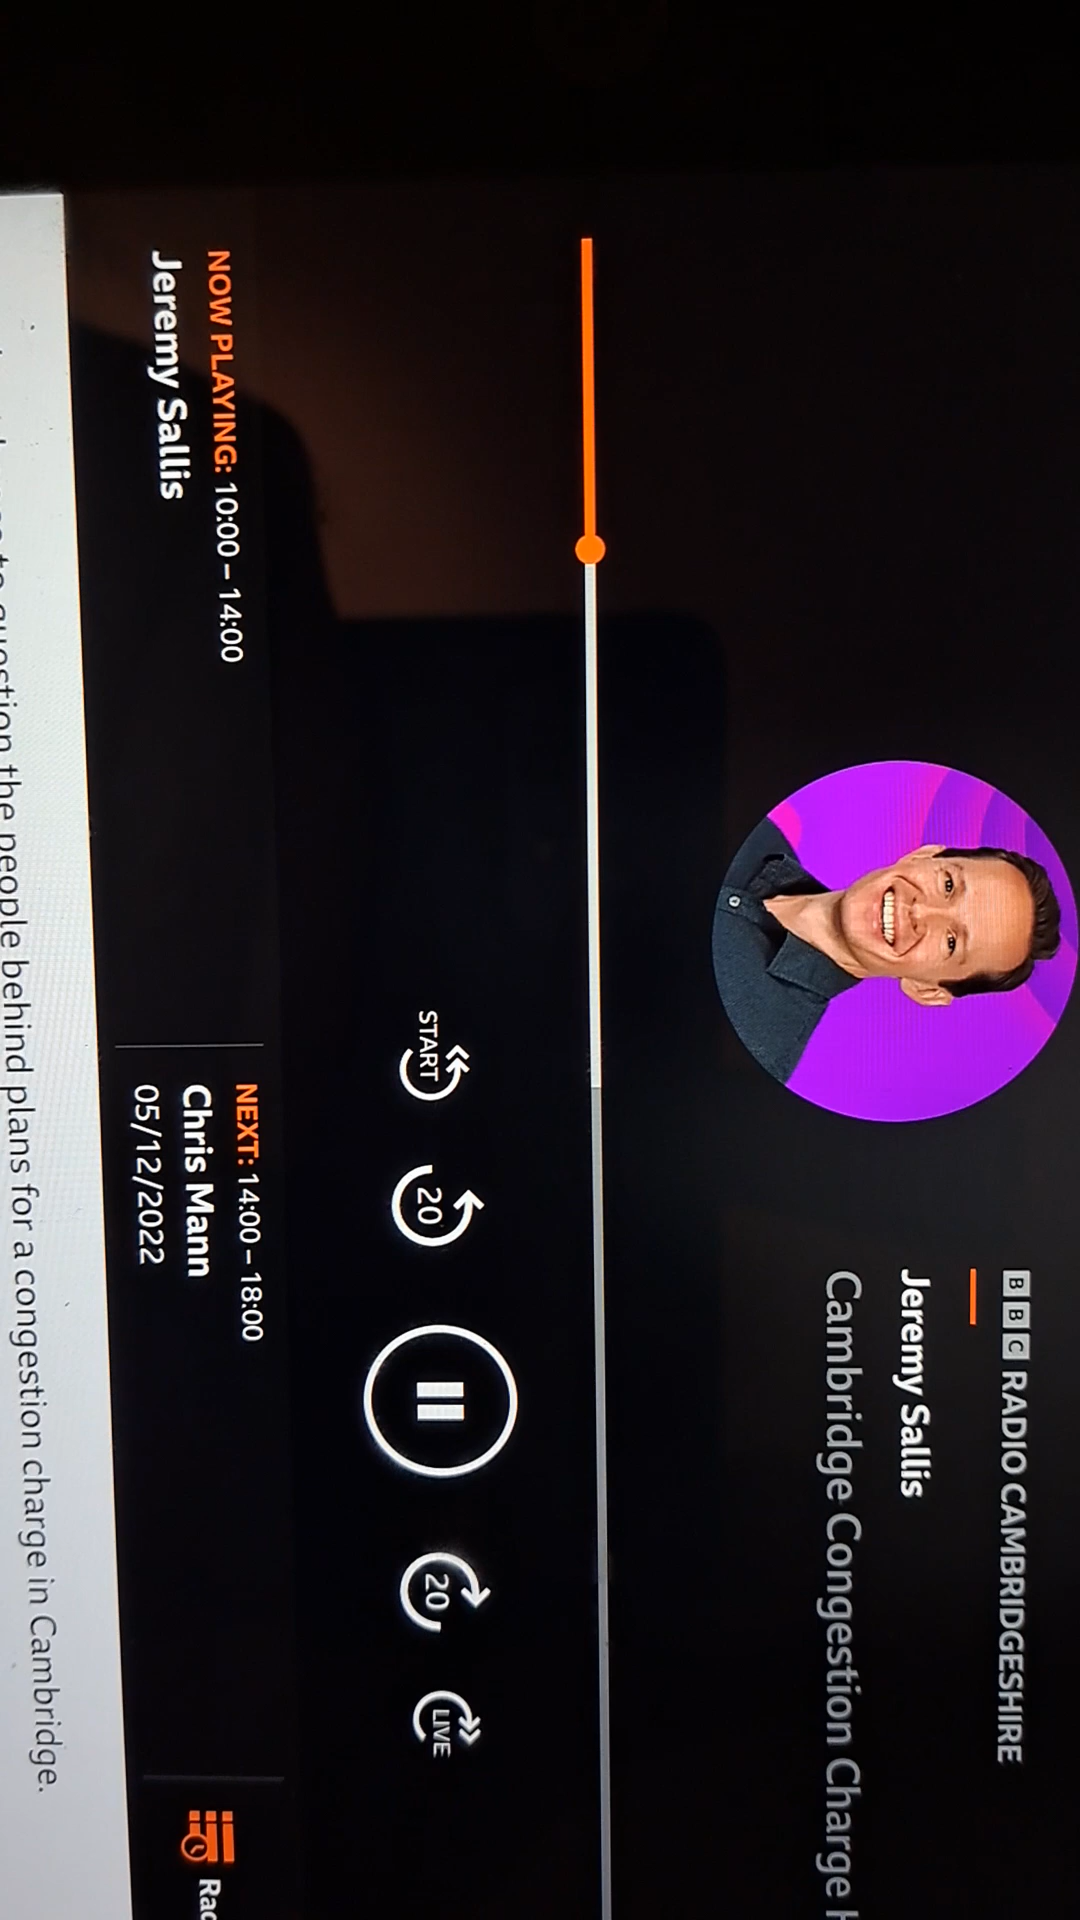 BBC RADIO CAMBRIDGESHIRE
Jeremy Sallis
Cambridge Congestion Charge
START
20
20
LIVE
NOW PLAYING: 10:00 – 14:00
Jeremy Sallis
NEXT: 14:00 – 18:00
Chris Mann
05/12/2022
question the people behind plans for a congestion charge in Cambridge.